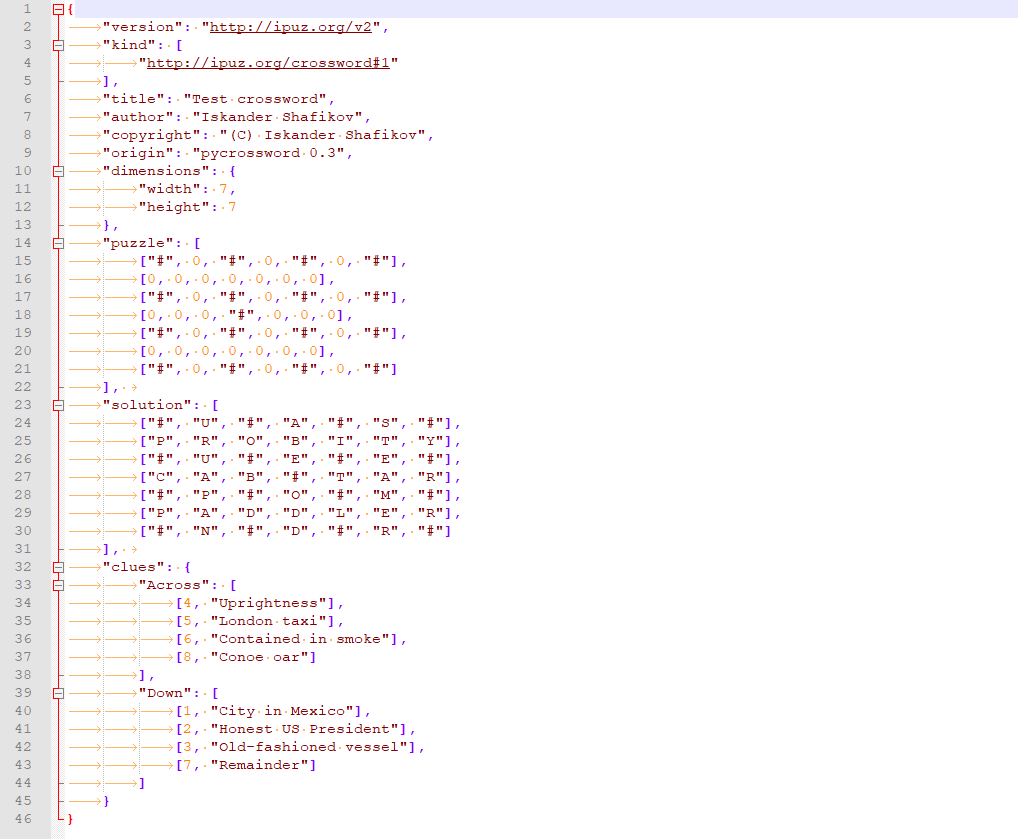 1 {
2 "version": "http://ipuz.org/v2",
3 "kind": [
4 "http://ipuz.org/crossword#1"
5 ],
6 "title": "Test crossword",
7 "author": "Iskander Shafikov",
8 "copyright": "(C) Iskander Shafikov",
9 "origin": "pycrossword 0.3",
10 "dimensions": {
11 "width": 7,
12 "height": 7
13 },
14 "puzzle": [
15 ["#", 0, "#", 0, "#", 0, "#"],
16 [0, 0, 0, 0, 0, 0, 0],
17 ["#", 0, "#", 0, "#", 0, "#"],
18 [0, 0, 0, "#", 0, 0, 0],
19 ["#", 0, "#", 0, "#", 0, "#"],
20 [0, 0, 0, 0, 0, 0, 0],
21 ["#", 0, "#", 0, "#", 0, "#"]
22 ],
23 "solution": [
24 ["#", "U", "#", "A", "#", "S", "#"],
25 ["P", "R", "O", "B", "I", "T", "Y"],
26 ["#", "U", "#", "E", "#", "E", "#"],
27 ["C", "A", "B", "#", "T", "A", "R"],
28 ["#", "P", "#", "O", "#", "M", "#"],
29 ["P", "A", "D", "D", "L", "E", "R"],
30 ["#", "N", "#", "D", "#", "R", "#"]
31 ],
32 "clues": {
33 "Across": [
34 [4, "Uprightness"],
35 [5, "London taxi"],
36 [6, "Contained in smoke"],
37 [8, "Conoe oar"]
38 ],
39 "Down": [
40 [1, "City in Mexico"],
41 [2, "Honest US President"],
42 [3, "Old-fashioned vessel"],
43 [7, "Remainder"]
44 ]
45 }
46 }